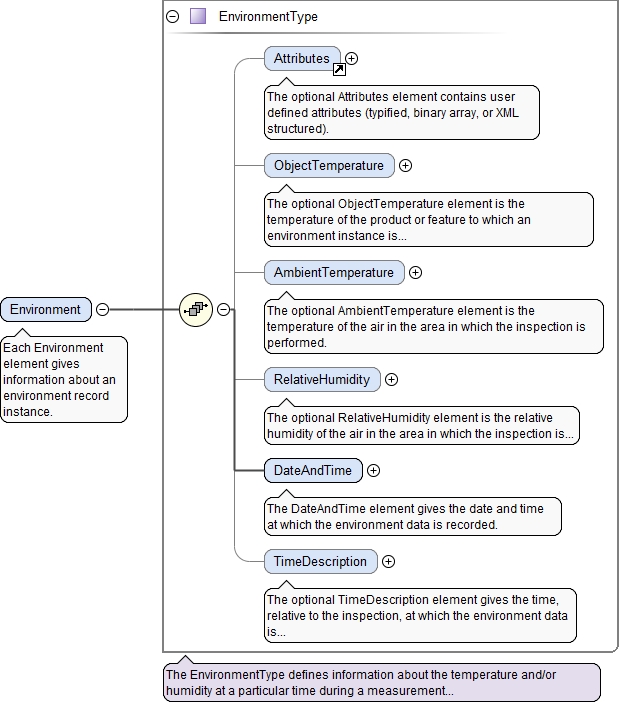 EnvironmentType
Attributes
The optional Attributes element contains user
defined attributes (typified, binary array, or XML
structured).
ObjectTemperature
The optional ObjectTemperature element is the
temperature of the product or feature to which an
environment instance is...
AmbientTemperature
The optional AmbientTemperature element is the
temperature of the air in the area in which the inspection is
performed.
Environment
Each Environment
element gives
information about an
environment record
instance.
RelativeHumidity
The optional RelativeHumidity element is the relative
humidity of the air in the area in which the inspection is...
DateAndTime
The DateAndTime element gives the date and time
at which the environment data is recorded.
TimeDescription
The optional TimeDescription element gives the time,
relative to the inspection, at which the environment data
is...
The EnvironmentType defines information about the temperature and/or
humidity at a particular time during a measurement...